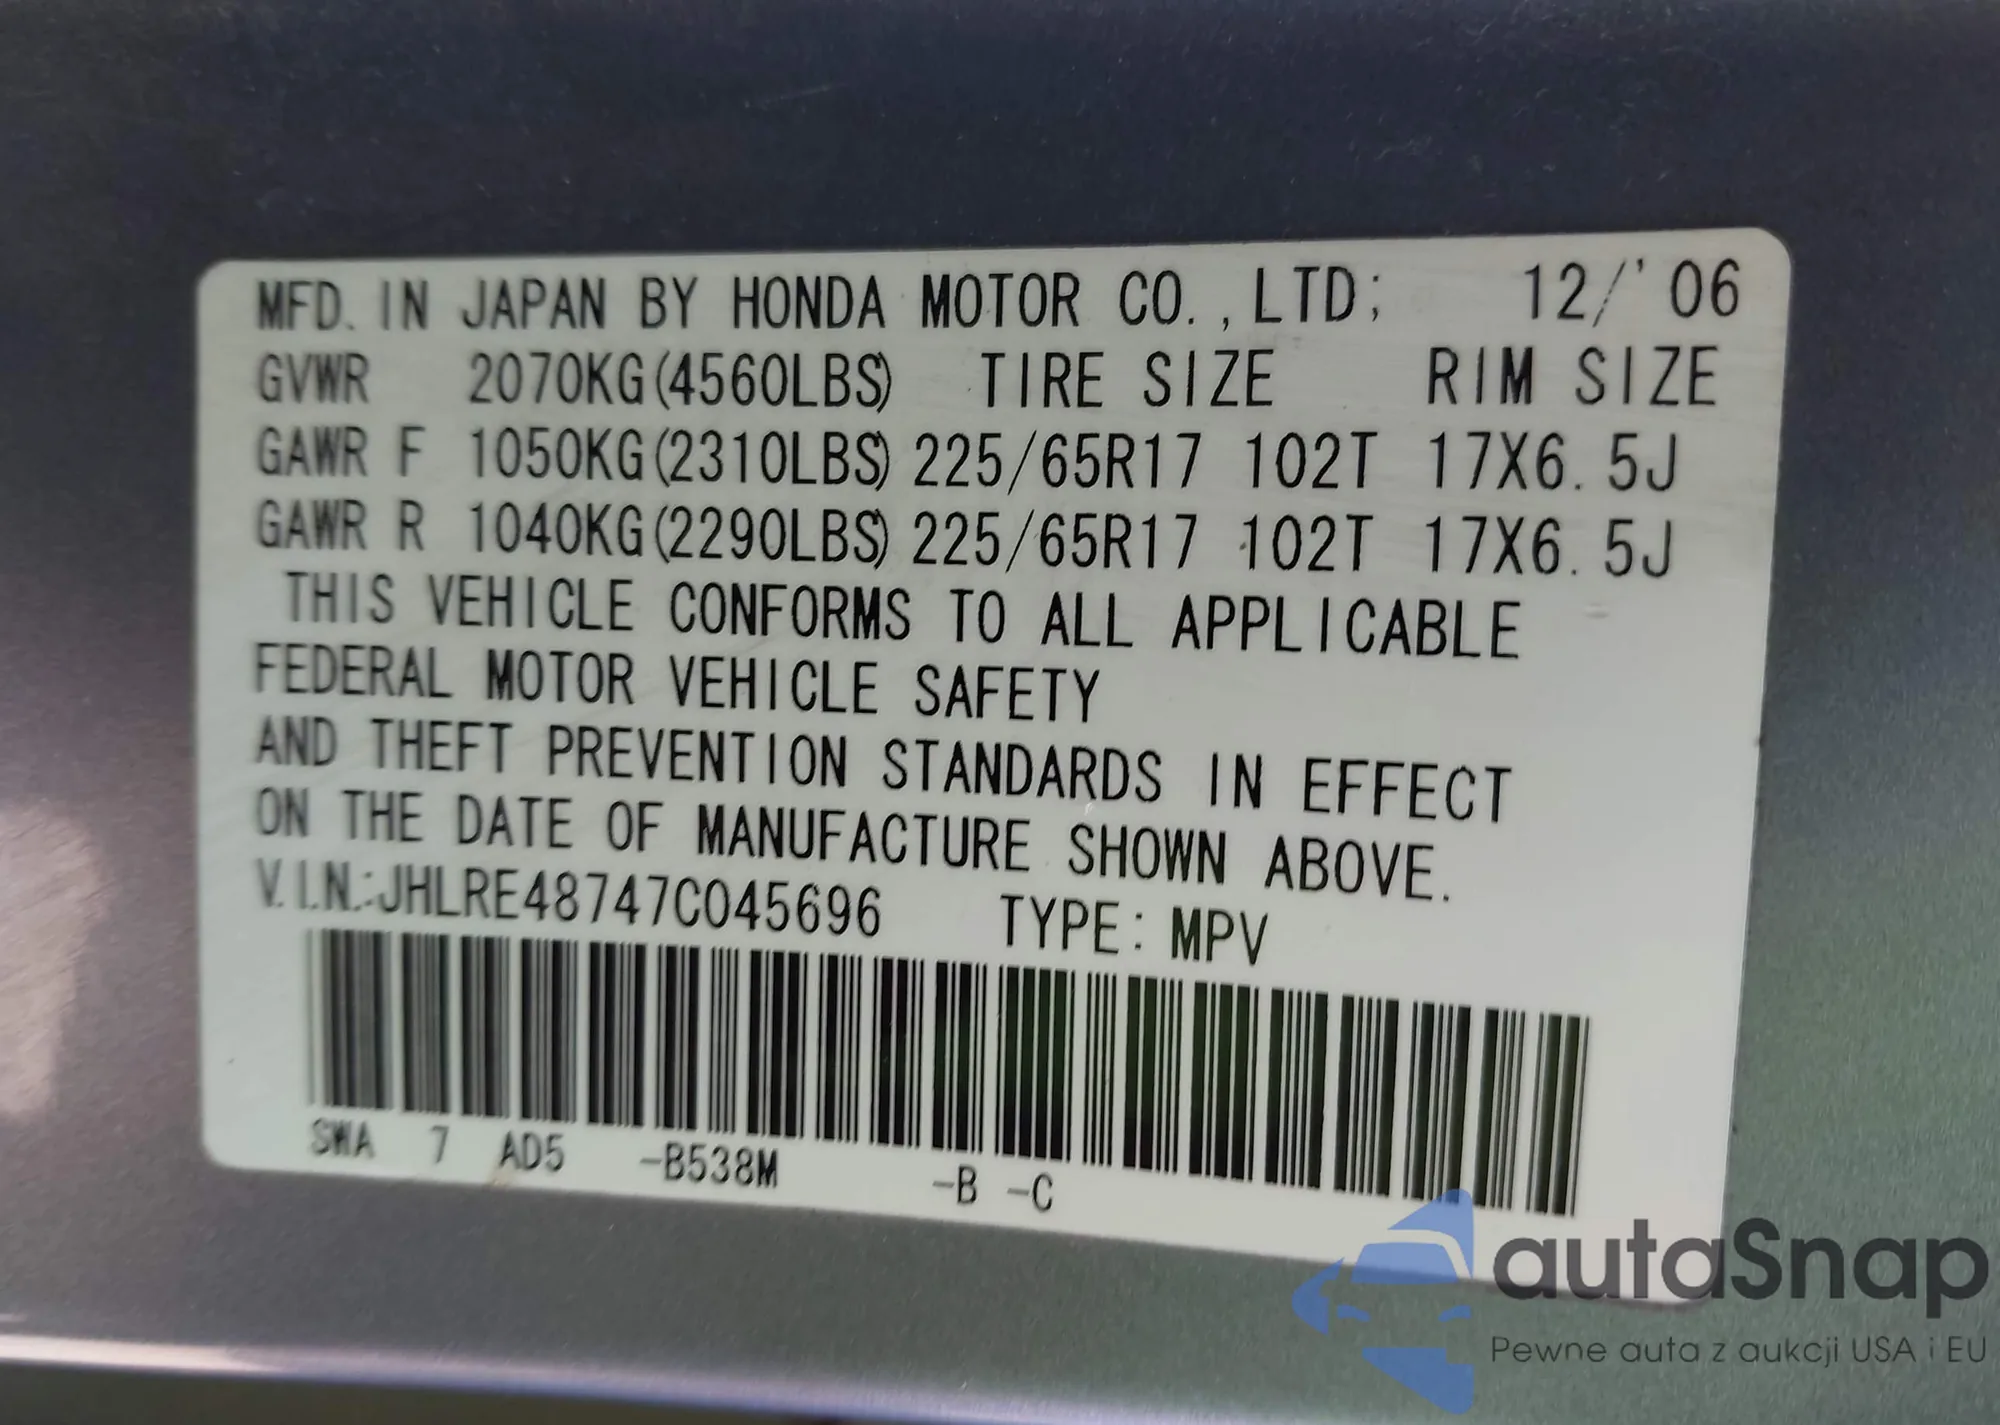 MFD. IN JAPAN BY HONDA MOTOR CO.,LTD; 12/'06
GVWR 2070KG(4560LBS) TIRE SIZE RIM SIZE
GAWR F 1050KG(2310LBS) 225/65R17 102T 17X6.5J
GAWR R 1040KG(2290LBS) 225/65R17 102T 17X6.5J
THIS VEHICLE CONFORMS TO ALL APPLICABLE
FEDERAL MOTOR VEHICLE SAFETY
AND THEFT PREVENTION STANDARDS IN EFFECT
ON THE DATE OF MANUFACTURE SHOWN ABOVE.
V.I.N.:JHLRE48747C045696 TYPE: MPV
SWA 7 AD5 -B538M -B -C
autaSnap
Pewne auta z aukcji USA i EU